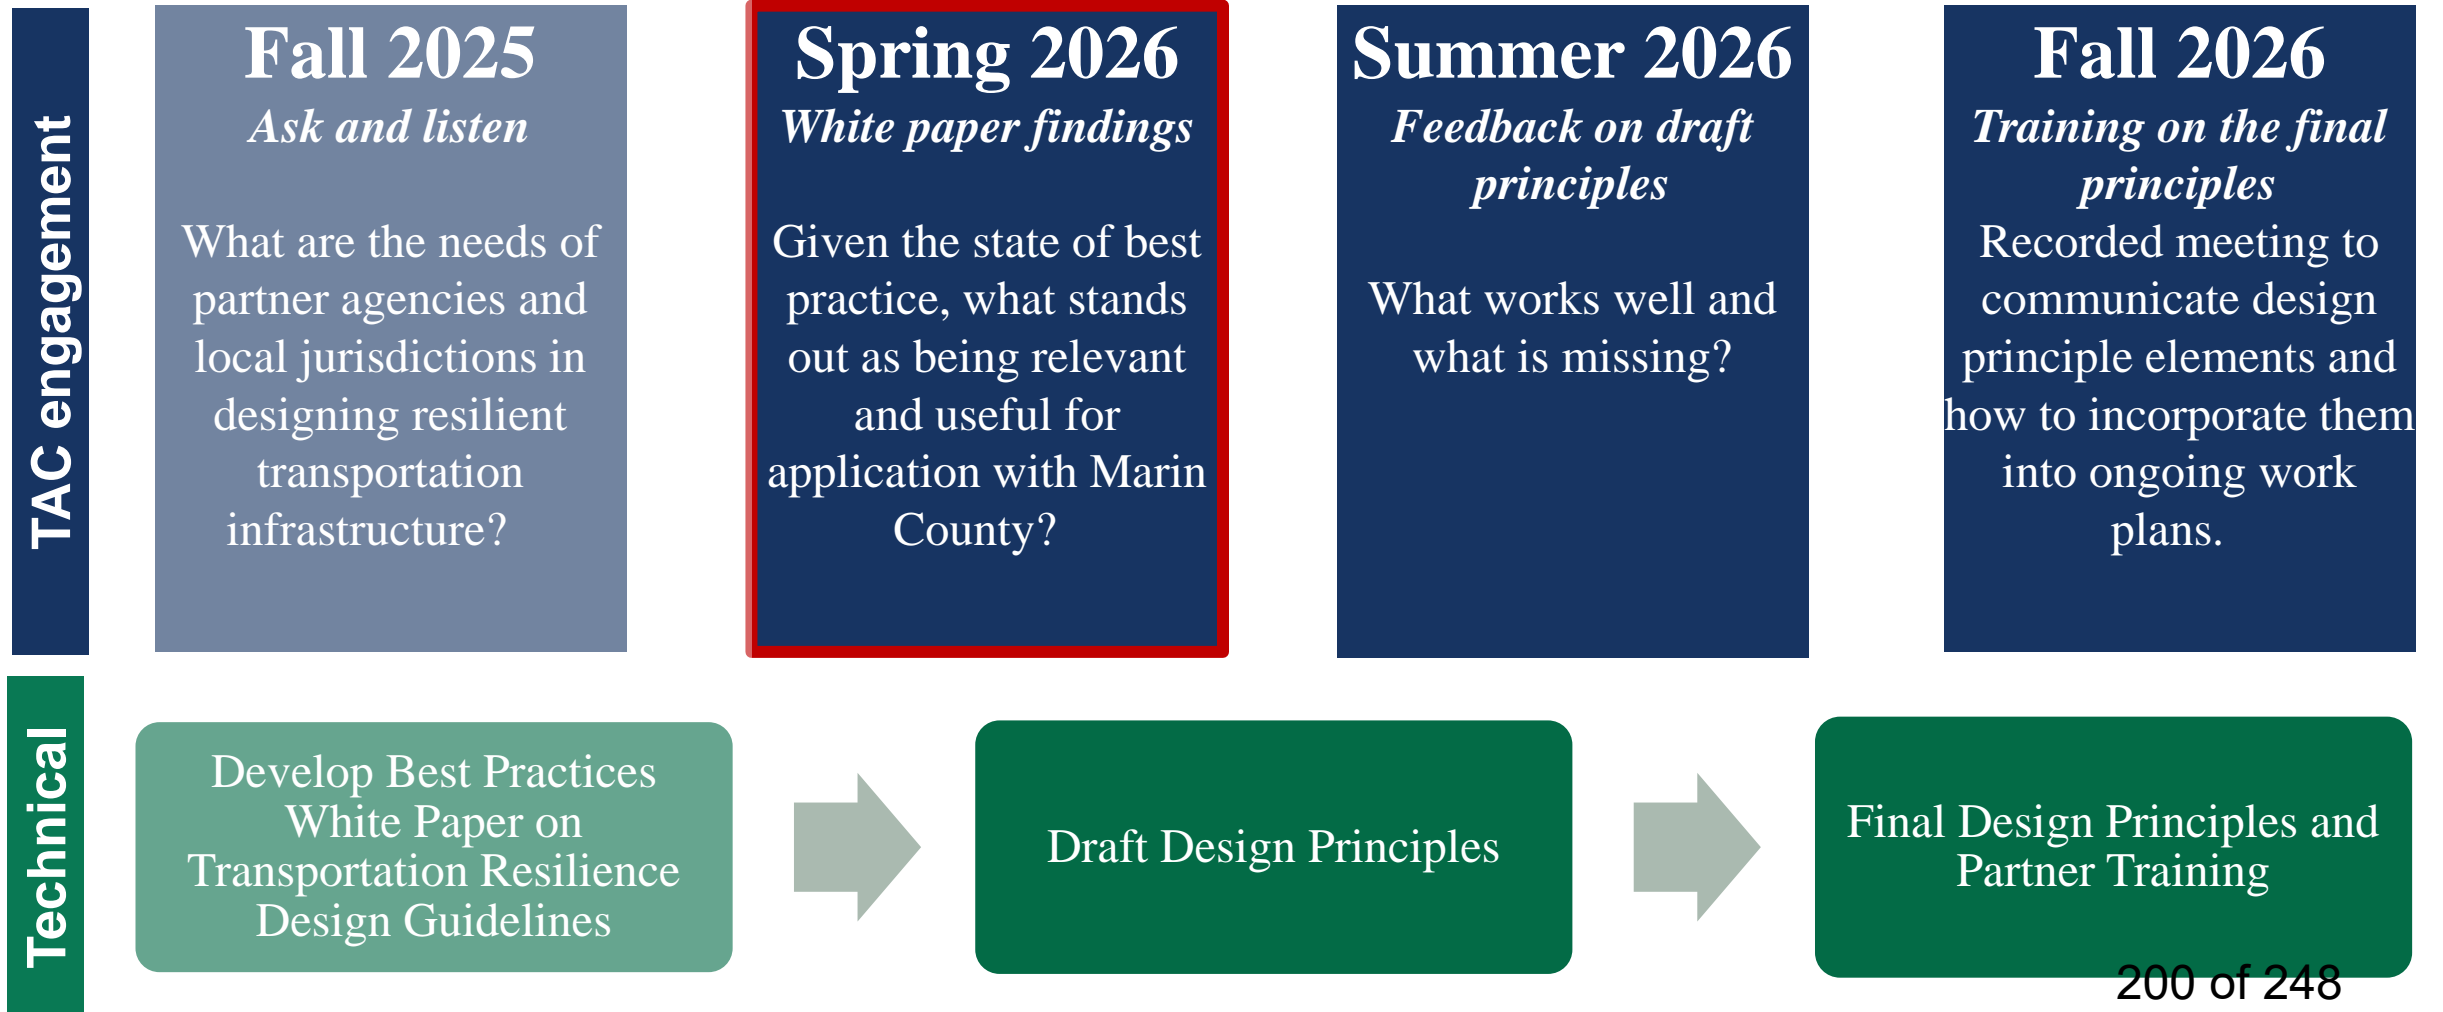 TAC engagement
Fall 2025
Ask and listen
What are the needs of
partner agencies and
local jurisdictions in
designing resilient
transportation
infrastructure?
Spring 2026
White paper findings
Given the state of best
practice, what stands
out as being relevant
and useful for
application with Marin
County?
Summer 2026
Feedback on draft
principles
What works well and
what is missing?
Fall 2026
Training on the final
principles
Recorded meeting to
communicate design
principle elements and
how to incorporate them
into ongoing work
plans.
Technical
Develop Best Practices
White Paper on
Transportation Resilience
Design Guidelines
Draft Design Principles
Final Design Principles and
Partner Training
200 of 248